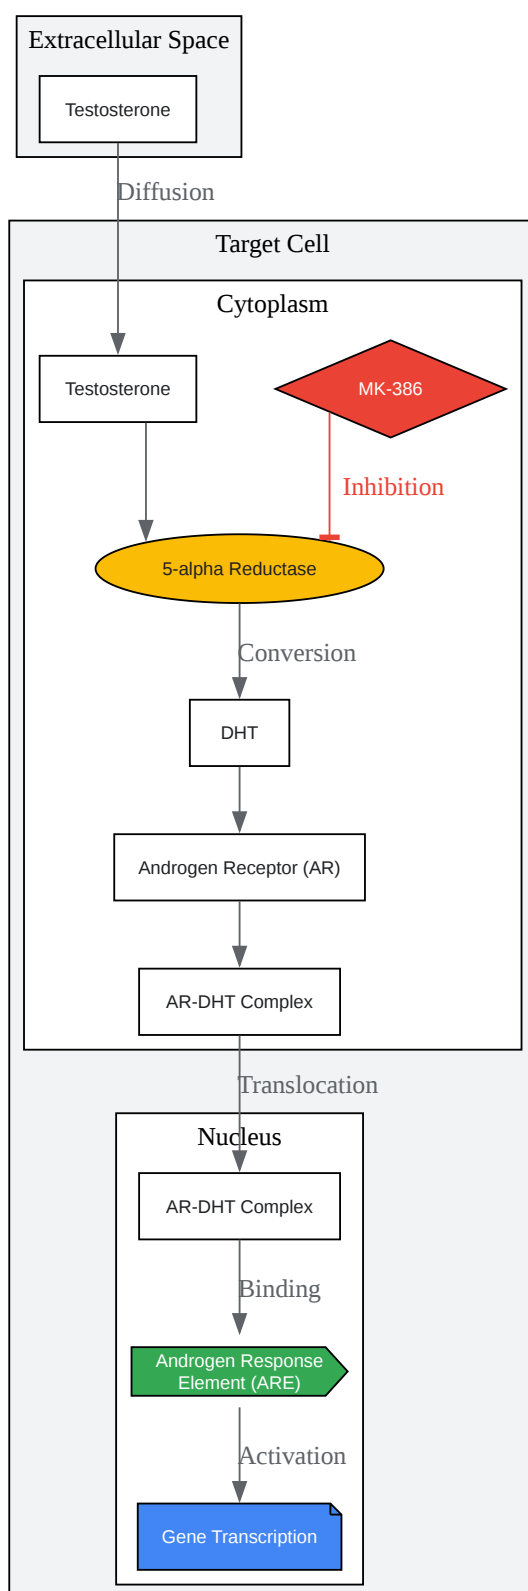 Extracellular Space
Testosterone
Diffusion
Target Cell
Cytoplasm
Testosterone
MK-386
Inhibition
5-alpha Reductase
Conversion
DHT
Androgen Receptor (AR)
AR-DHT Complex
Translocation
Nucleus
AR-DHT Complex
Binding
Androgen Response
Element (ARE)
Activation
Gene Transcription